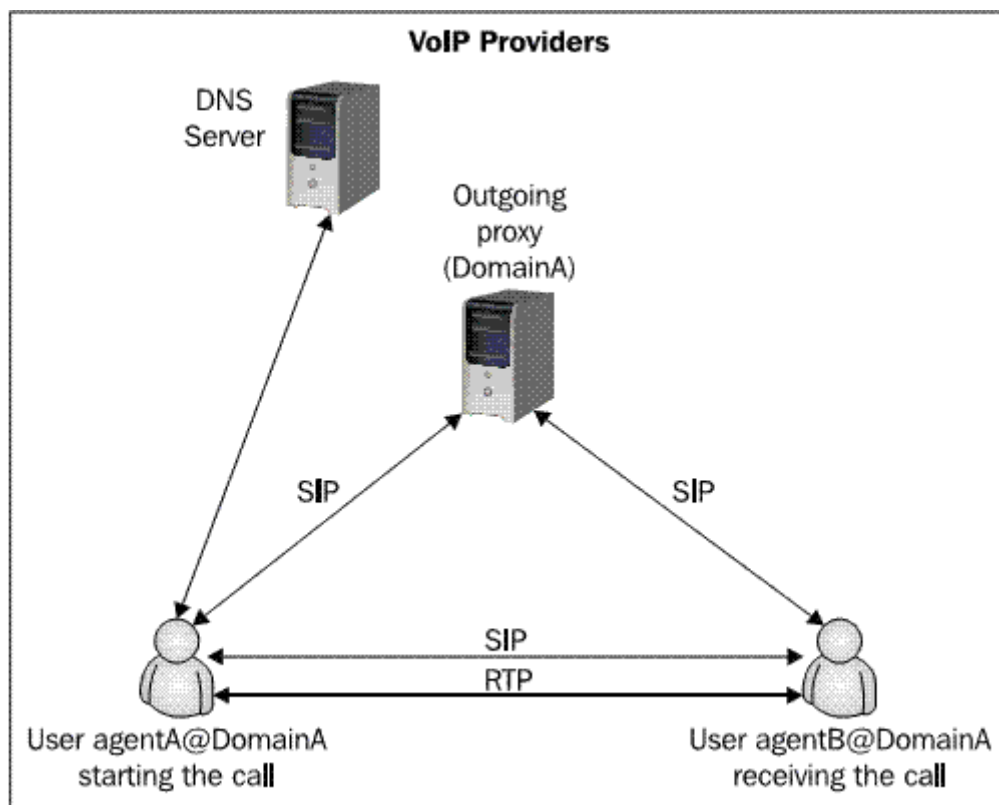 VoIP Providers
DNS
Server
Outgoing
proxy
(DomainA)
SIP
SIP
SIP
RTP
User agentA@DomainA
starting the call
User agentB@DomainA
receiving the call